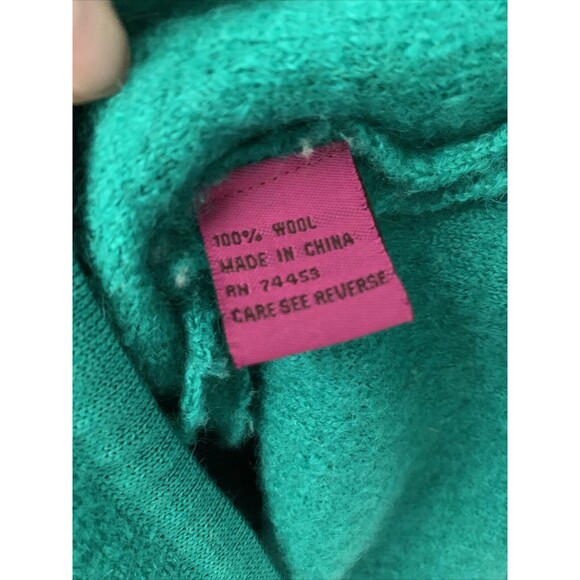 100% WOOL
MADE IN CHINA
RN 74453
CARE SEE REVERSE